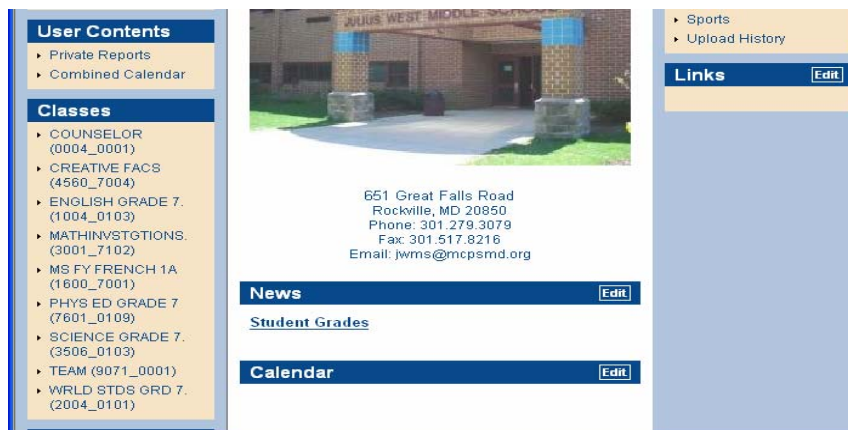 User Contents
Private Reports
Combined Calendar
Classes
COUNSELOR
(0004_0001)
CREATIVE FACS
(4560_7004)
ENGLISH GRADE 7.
(1004_0103)
MATHINVSTGTIONS.
(3001_7102)
MS FY FRENCH 1A
(1600_7001)
PHYS ED GRADE 7
(7601_0109)
SCIENCE GRADE 7.
(3506_0103)
TEAM (9071_0001)
WRLD STDS GRD 7.
(2004_0101)
JULIUS WEST MIDDLE SCHOOL
651 Great Falls Road
Rockville, MD 20850
Phone: 301.279.3079
Fax: 301.517.8216
Email: jwms@mcpsmd.org
News Edit
Student Grades
Calendar Edit
Sports
Upload History
Links Edit